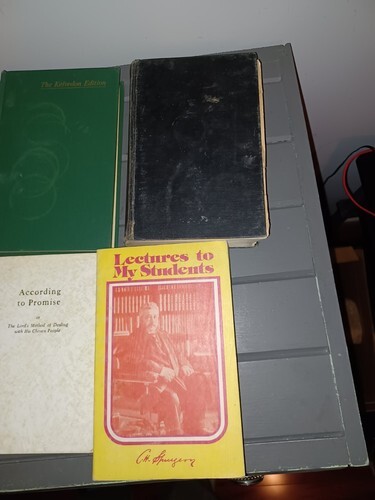 The Kelvedon Edition
According
to Promise
or
The Lord's Method of Dealing
with His Chosen People
Lectures to
My Students
C. H. Spurgeon